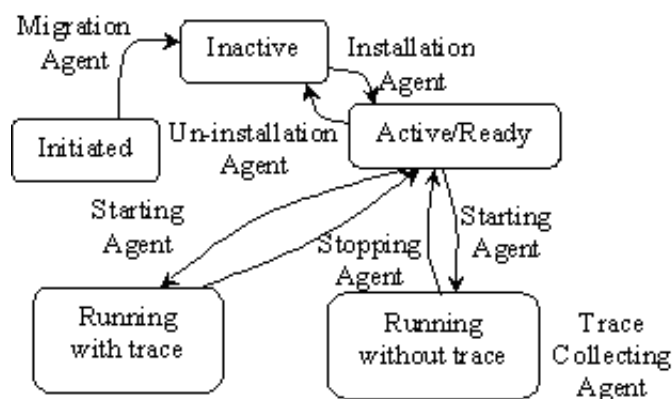 Migration
Agent
Inactive
Installation
Agent
Initiated
Un-installation
Agent
Active/Ready
Starting
Agent
Stopping
Agent
Starting
Agent
Running
with trace
Running
without trace
Trace
Collecting
Agent